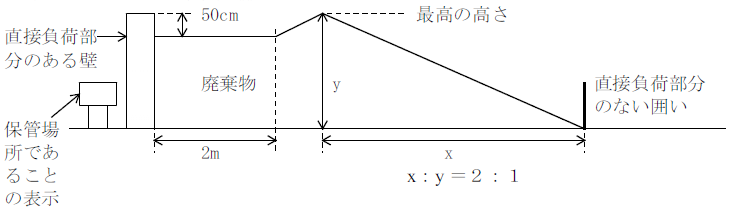 50cm
最高の高さ
直接負荷部
分のある壁
廃棄物
y
直接負荷部分
のない囲い
保管場
所であ
ること
の表示
2m
x
x:y=2:1